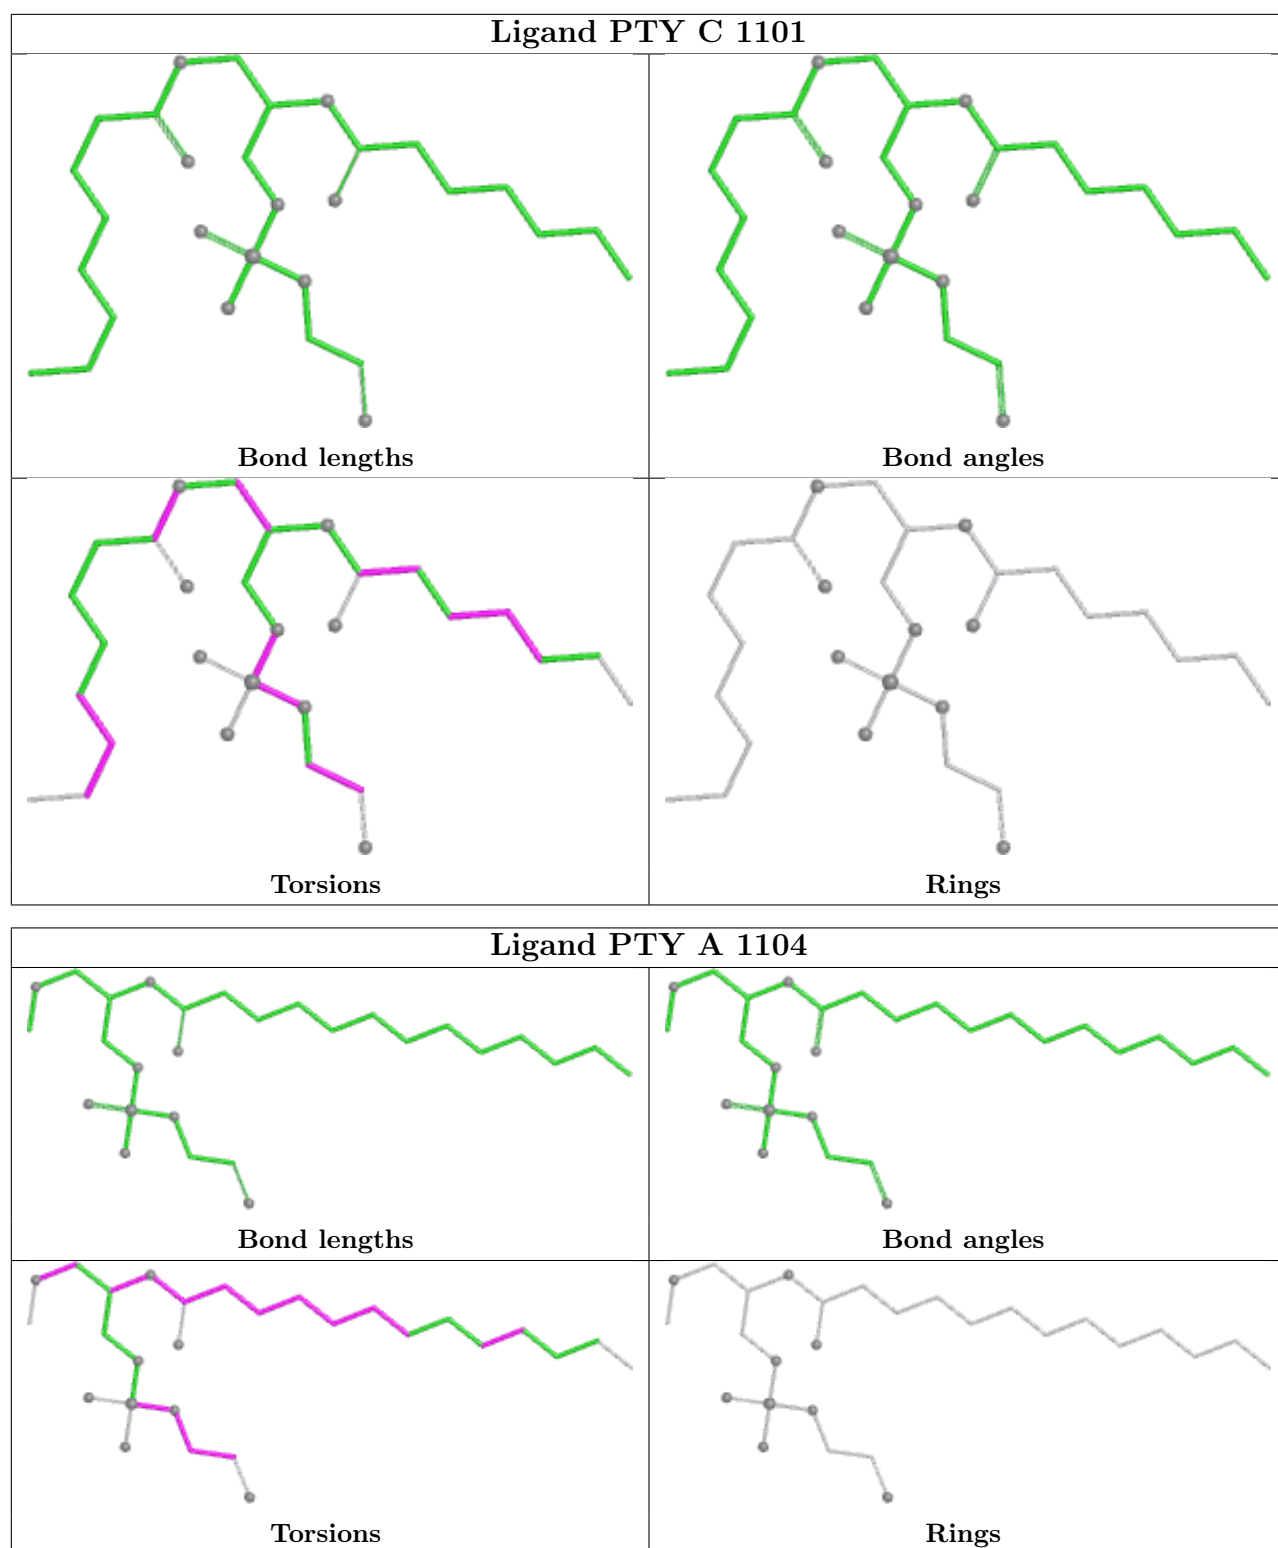 Ligand PTY C 1101
Bond lengths
Bond angles
Torsions
Rings
Ligand PTY A 1104
Bond lengths
Bond angles
Torsions
Rings